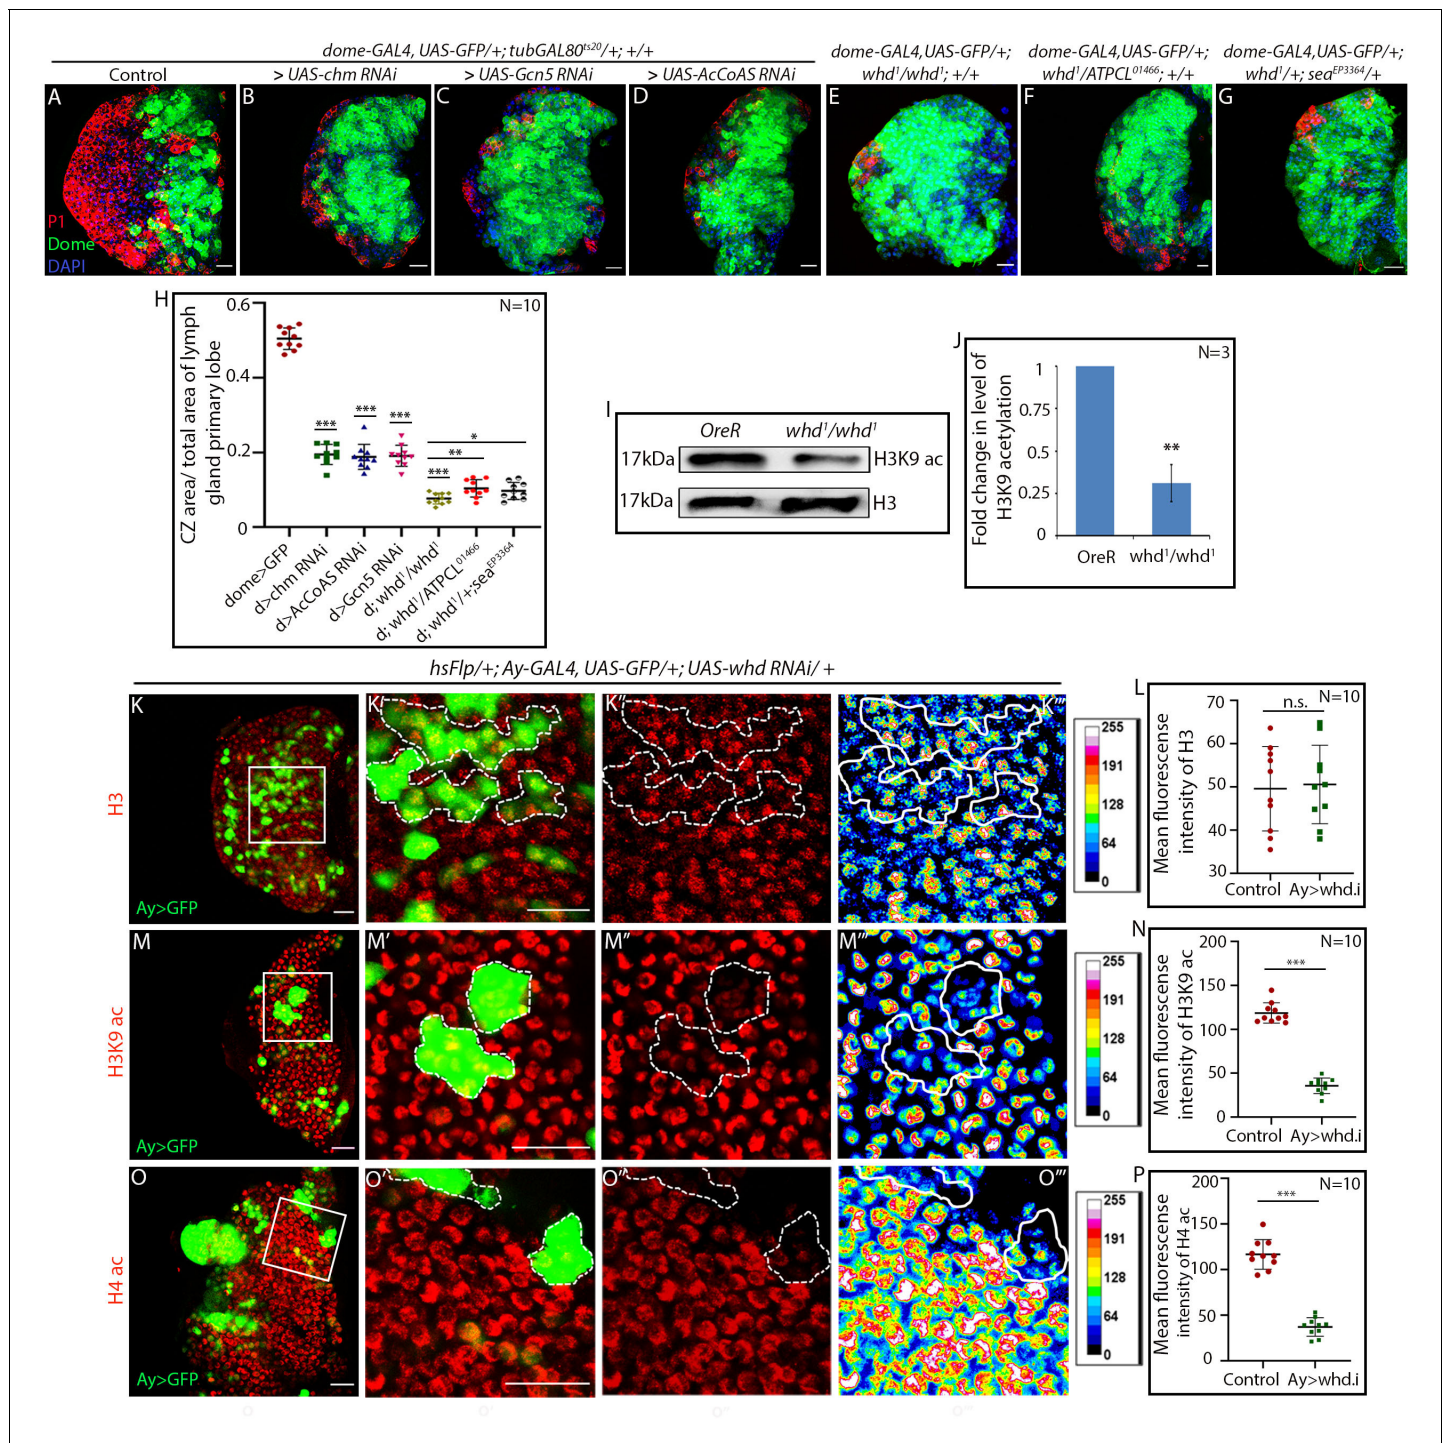 dome-GAL4, UAS-GFP/+; tubGAL80ts20/+; +/+
dome-GAL4,UAS-GFP/+;
whd1/whd1; +/+
dome-GAL4,UAS-GFP/+;
whd1/ATPCL01466; +/+
dome-GAL4,UAS-GFP/+;
whd1/+; seaEP3364/+
Control
> UAS-chm RNAi
> UAS-Gcn5 RNAi
> UAS-AcCoAS RNAi
A
B
C
D
E
F
G
P1
Dome
DAPI
H
N=10
CZ area/ total area of lymph
gland primary lobe
0.6
0.4
0.2
0
***
***
***
***
**
*
dome>GFP
d>chm RNAi
d>AcCoAS RNAi
d>Gcn5 RNAi
d; whd1/whd1
d; whd1/ATPCL01466
d; whd1/+;seaEP3364
I
OreR
whd1/whd1
17kDa
H3K9 ac
17kDa
H3
J
N=3
Fold change in level of
H3K9 acetylation
1
0.75
0.5
0.25
0
**
OreR
whd1/whd1
hsFlp/+; Ay-GAL4, UAS-GFP/+; UAS-whd RNAi/ +
K
K'
K''
K'''
H3
Ay>GFP
255
191
128
64
0
L
N=10
n.s.
Mean fluorescense
intensity of H3
70
60
50
40
30
Control
Ay>whd.i
M
M'
M''
M'''
H3K9 ac
Ay>GFP
255
191
128
64
0
N
N=10
***
Mean fluorescense
intensity of H3K9 ac
200
150
100
50
0
Control
Ay>whd.i
O
O'
O''
O'''
H4 ac
Ay>GFP
255
191
128
64
0
P
N=10
***
Mean fluorescense
intensity of H4 ac
200
150
100
50
0
Control
Ay>whd.i